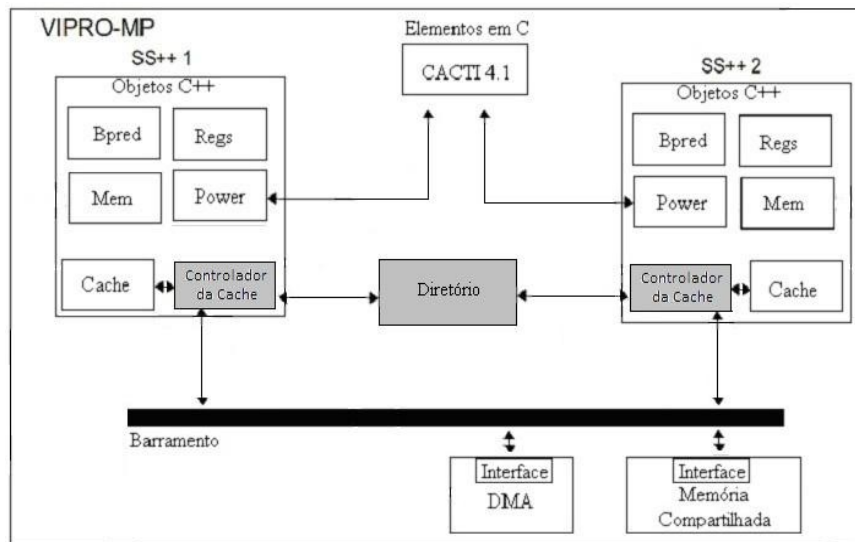 VIPRO-MP
Elementos em C
CACTI 4.1
SS++ 1
Objetos C++
Bpred
Regs
Mem
Power
Cache
Controlador
da Cache
Diretório
SS++ 2
Objetos C++
Bpred
Regs
Power
Mem
Controlador
da Cache
Cache
Barramento
Interface
DMA
Interface
Memória
Compartilhada